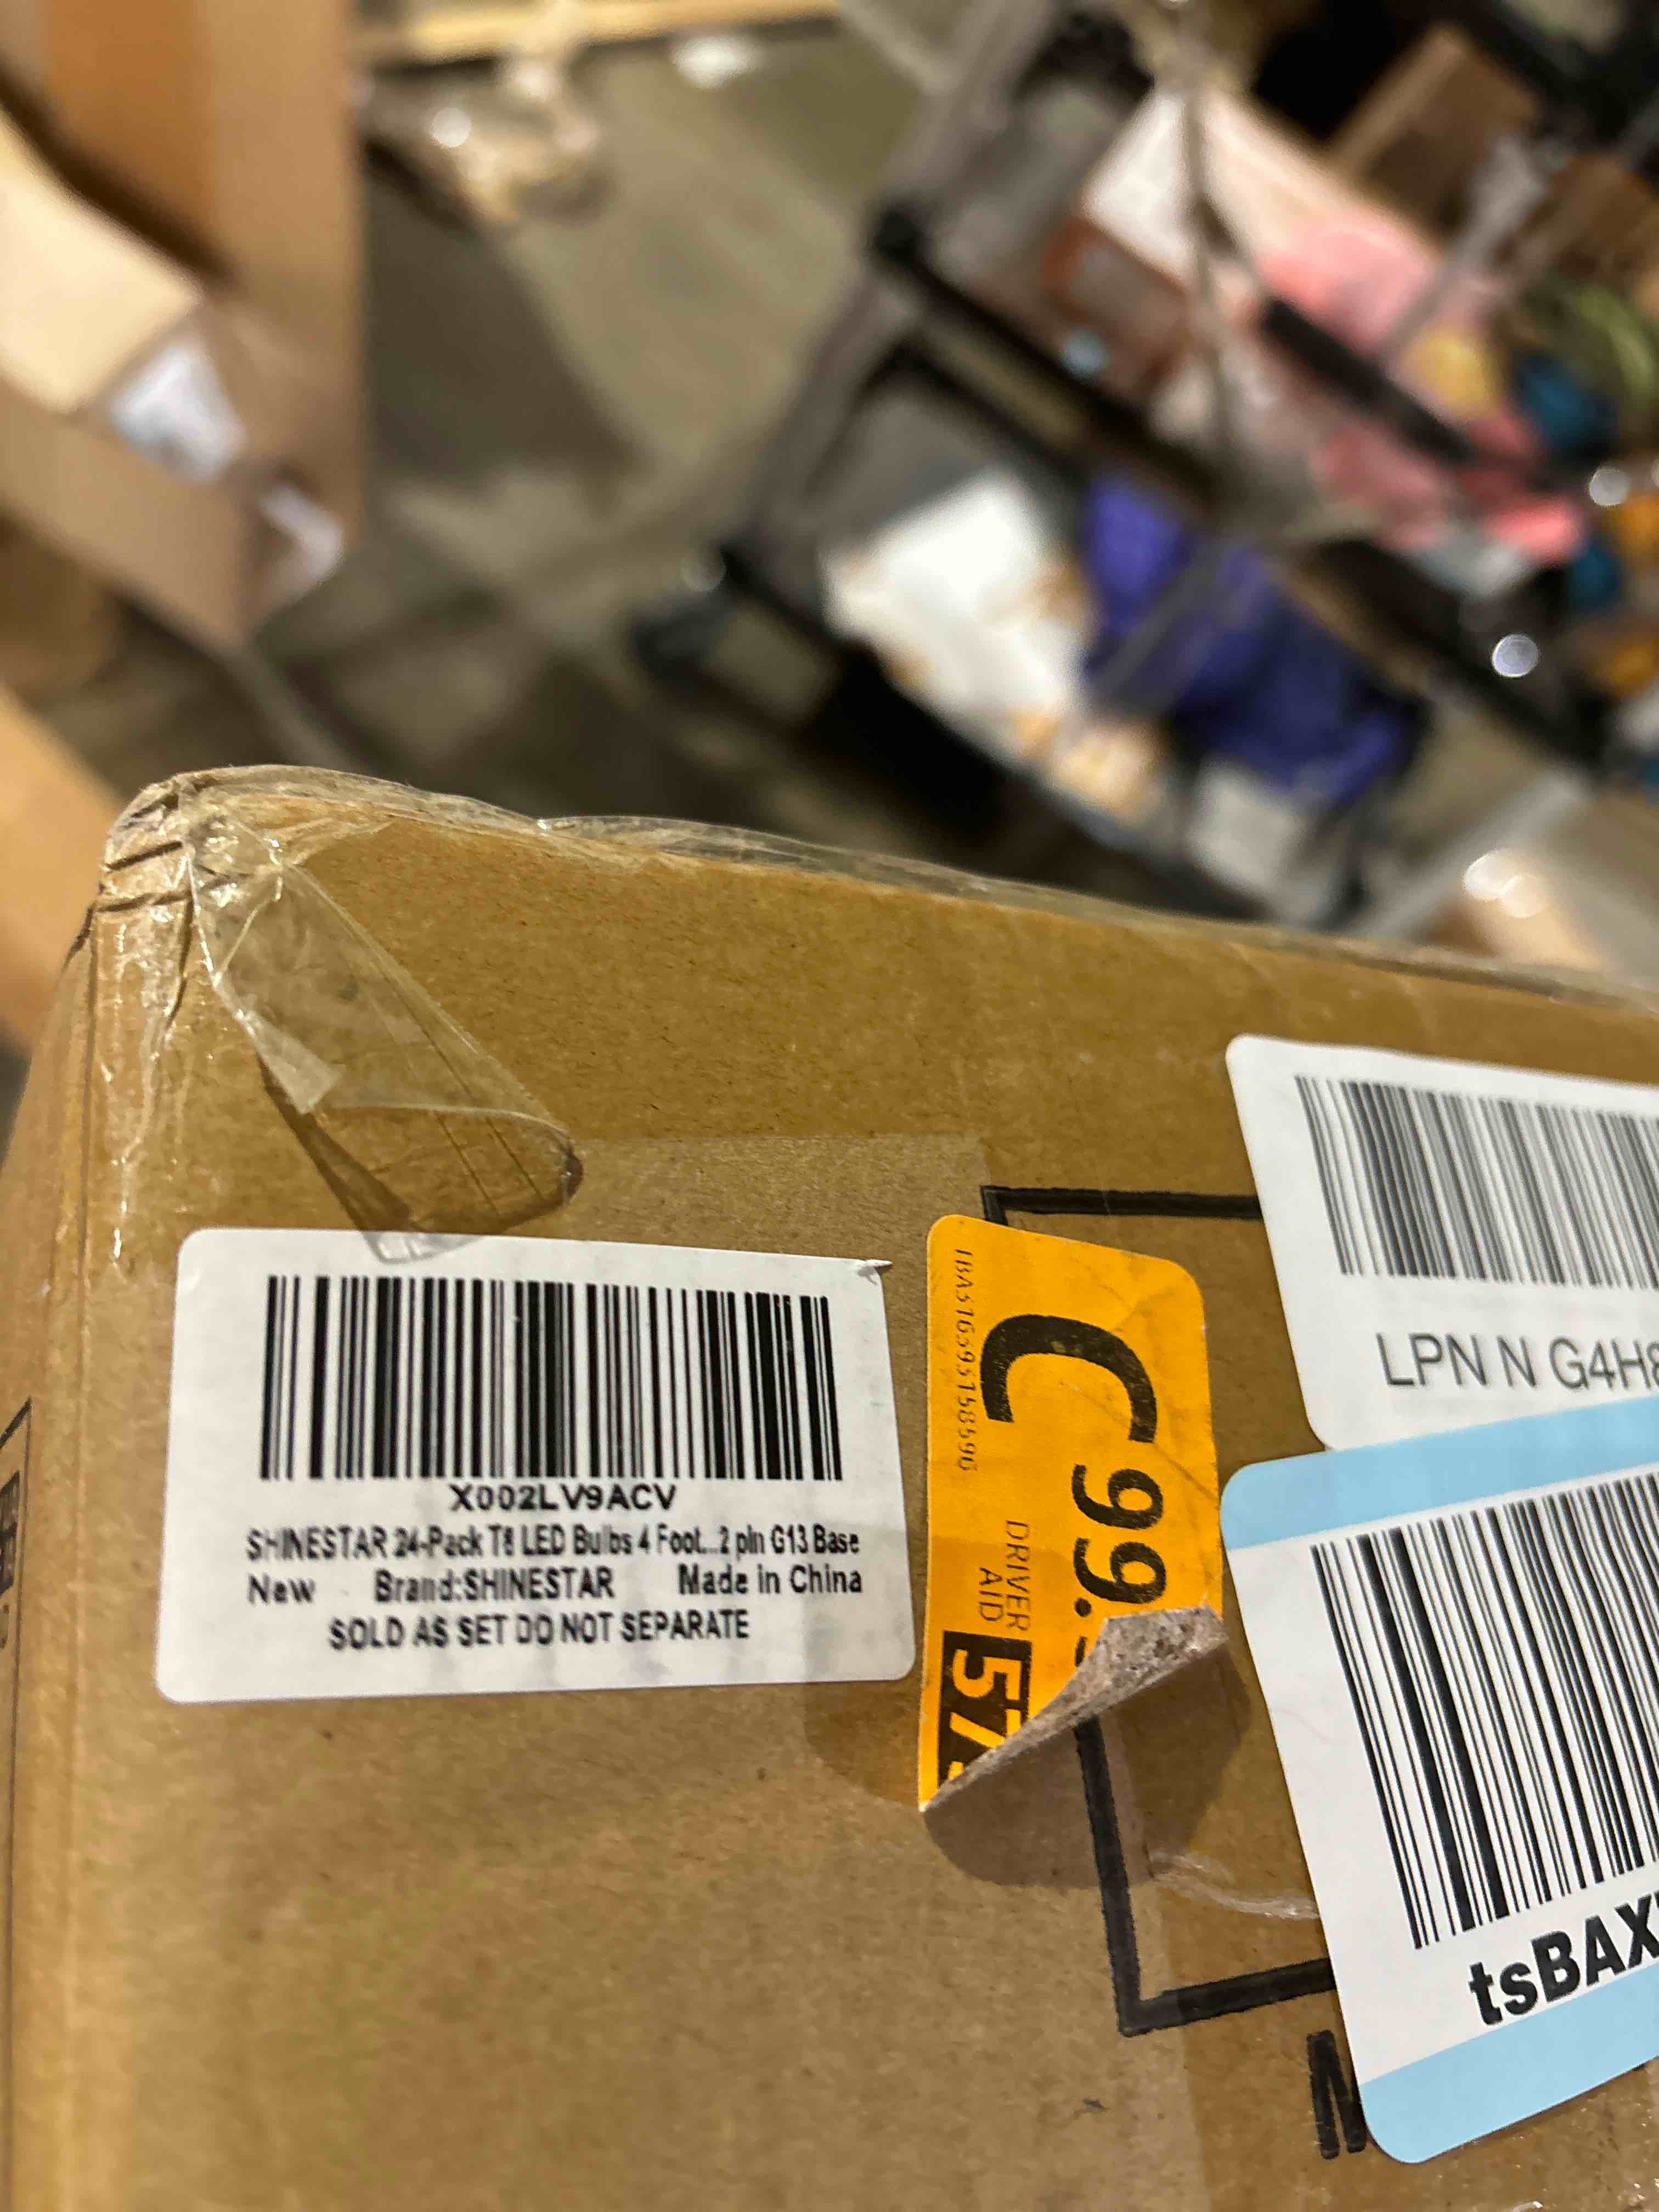 X002LV9ACV
SHINESTAR 24-Pack T8 LED Bulbs 4 Foot...2 pin G13 Base
New Brand:SHINESTAR Made in China
SOLD AS SET DO NOT SEPARATE
C 99.
DRIVER
AID
57
LPN N G4H8
tsBAX